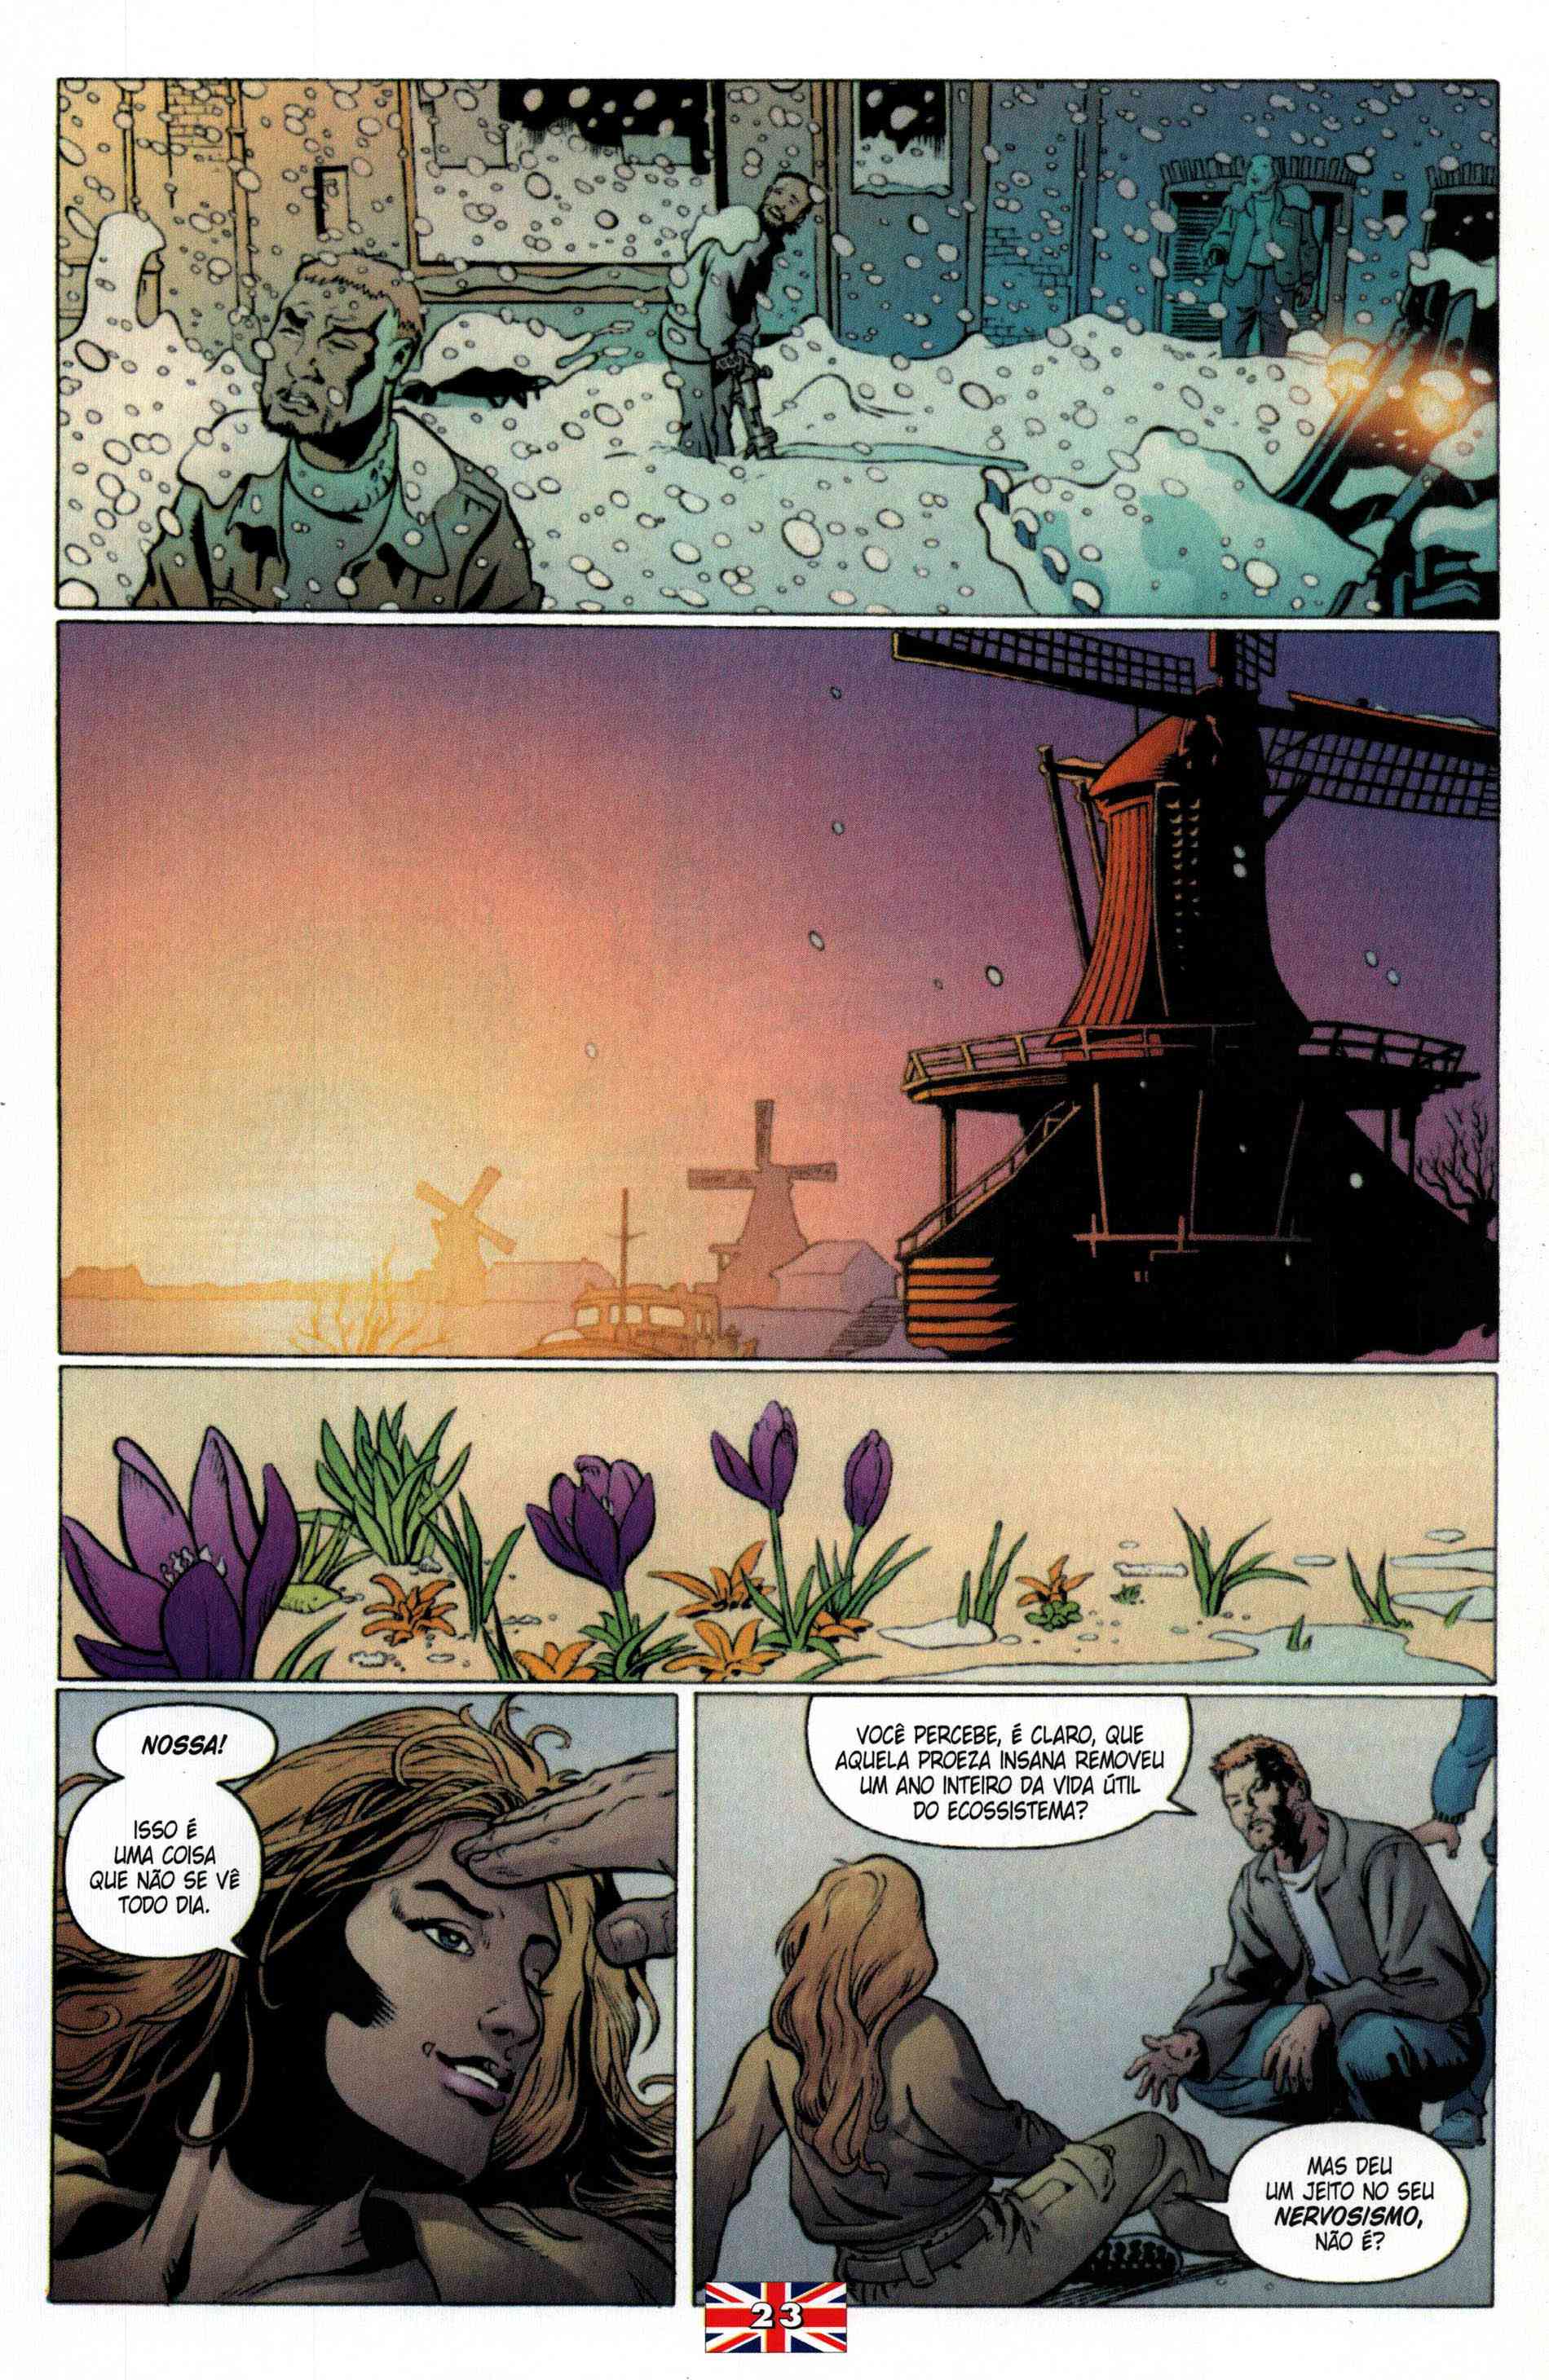 NOSSA!
ISSO É
UMA COISA
QUE NÃO SE VÊ
TODO DIA.
VOCÊ PERCEBE, É CLARO, QUE
AQUELA PROEZA INSANA REMOVEU
UM ANO INTEIRO DA VIDA ÚTIL
DO ECOSSISTEMA?
MAS DEU
UM JEITO NO SEU
NERVOSISMO,
NÃO É?
23